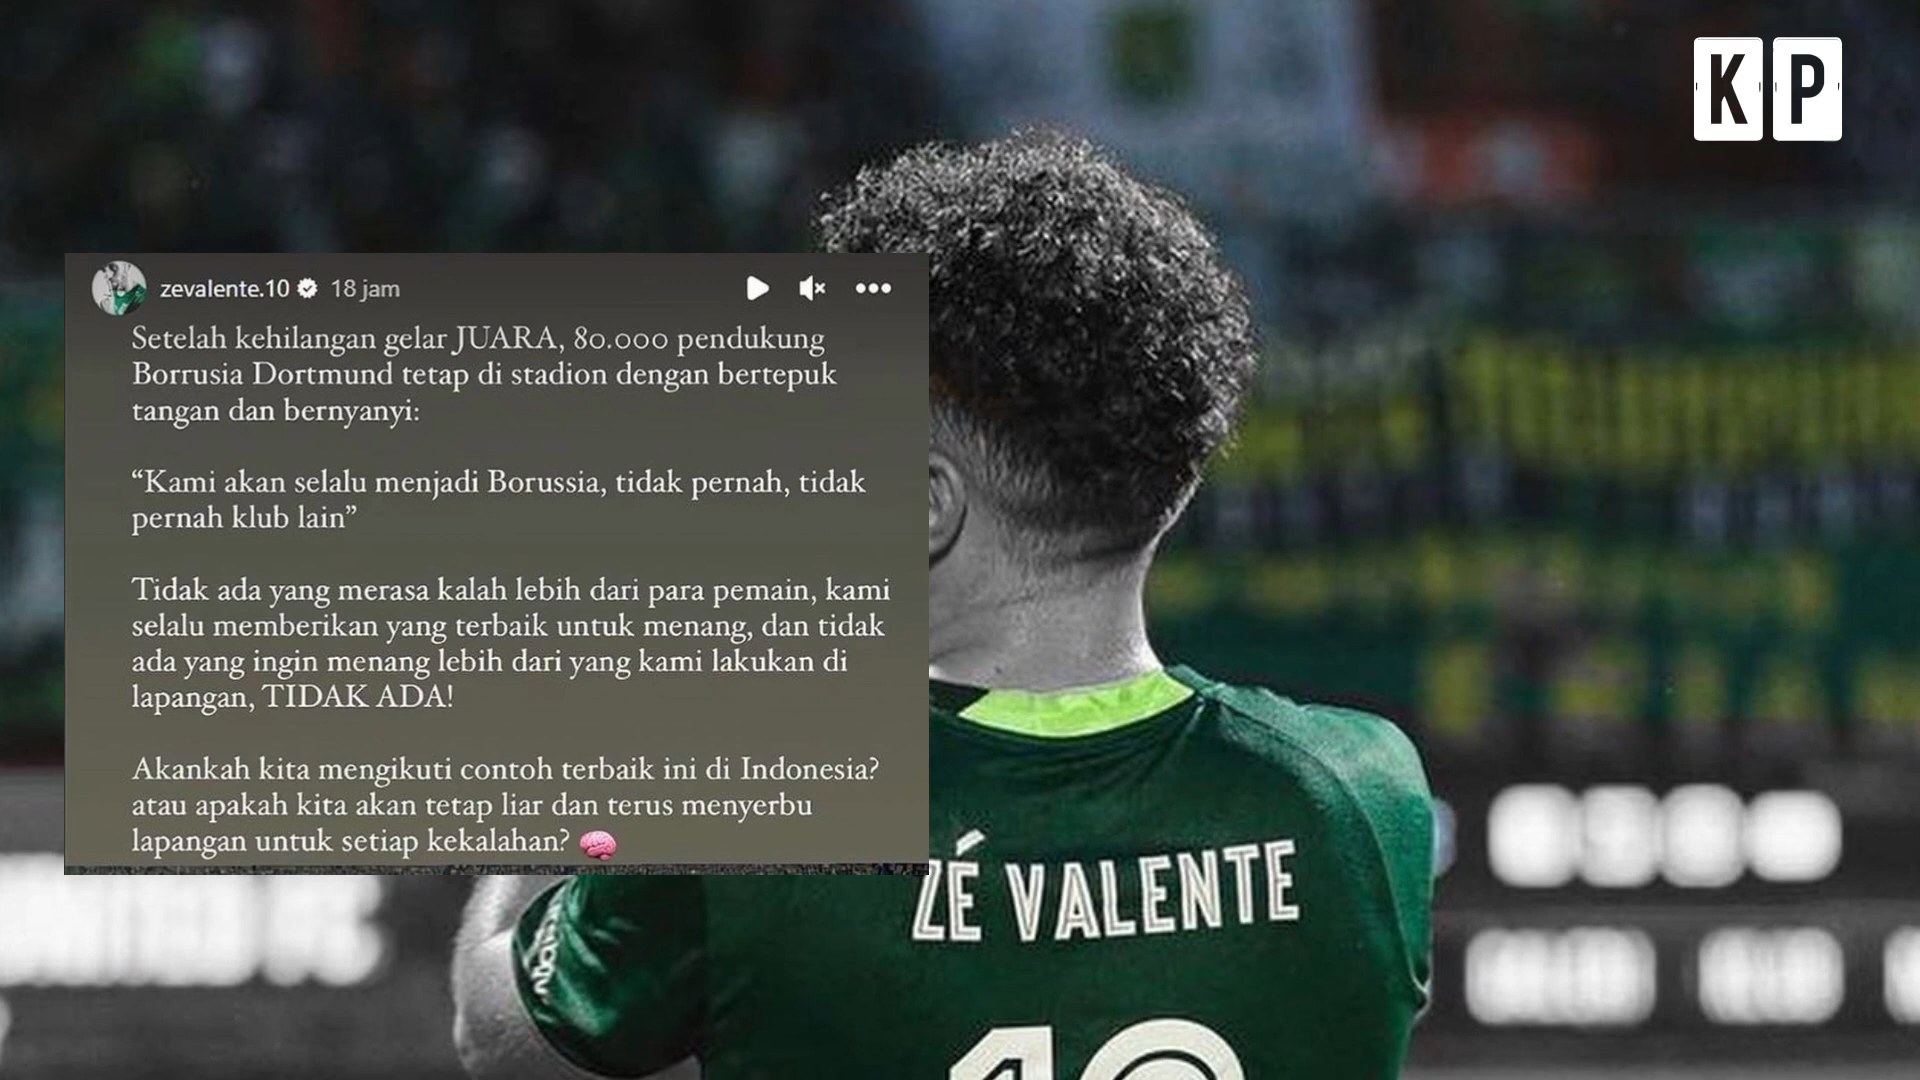 KP
zevalente.10 18 jam
Setelah kehilangan gelar JUARA, 80.000 pendukung
Borrusia Dortmund tetap di stadion dengan bertepuk
tangan dan bernyanyi:
“Kami akan selalu menjadi Borussia, tidak pernah, tidak
pernah klub lain”
Tidak ada yang merasa kalah lebih dari para pemain, kami
selalu memberikan yang terbaik untuk menang, dan tidak
ada yang ingin menang lebih dari yang kami lakukan di
lapangan, TIDAK ADA!
Akankah kita mengikuti contoh terbaik ini di Indonesia?
atau apakah kita akan tetap liar dan terus menyerbu
lapangan untuk setiap kekalahan? 🧠
ZÉ VALENTE
10